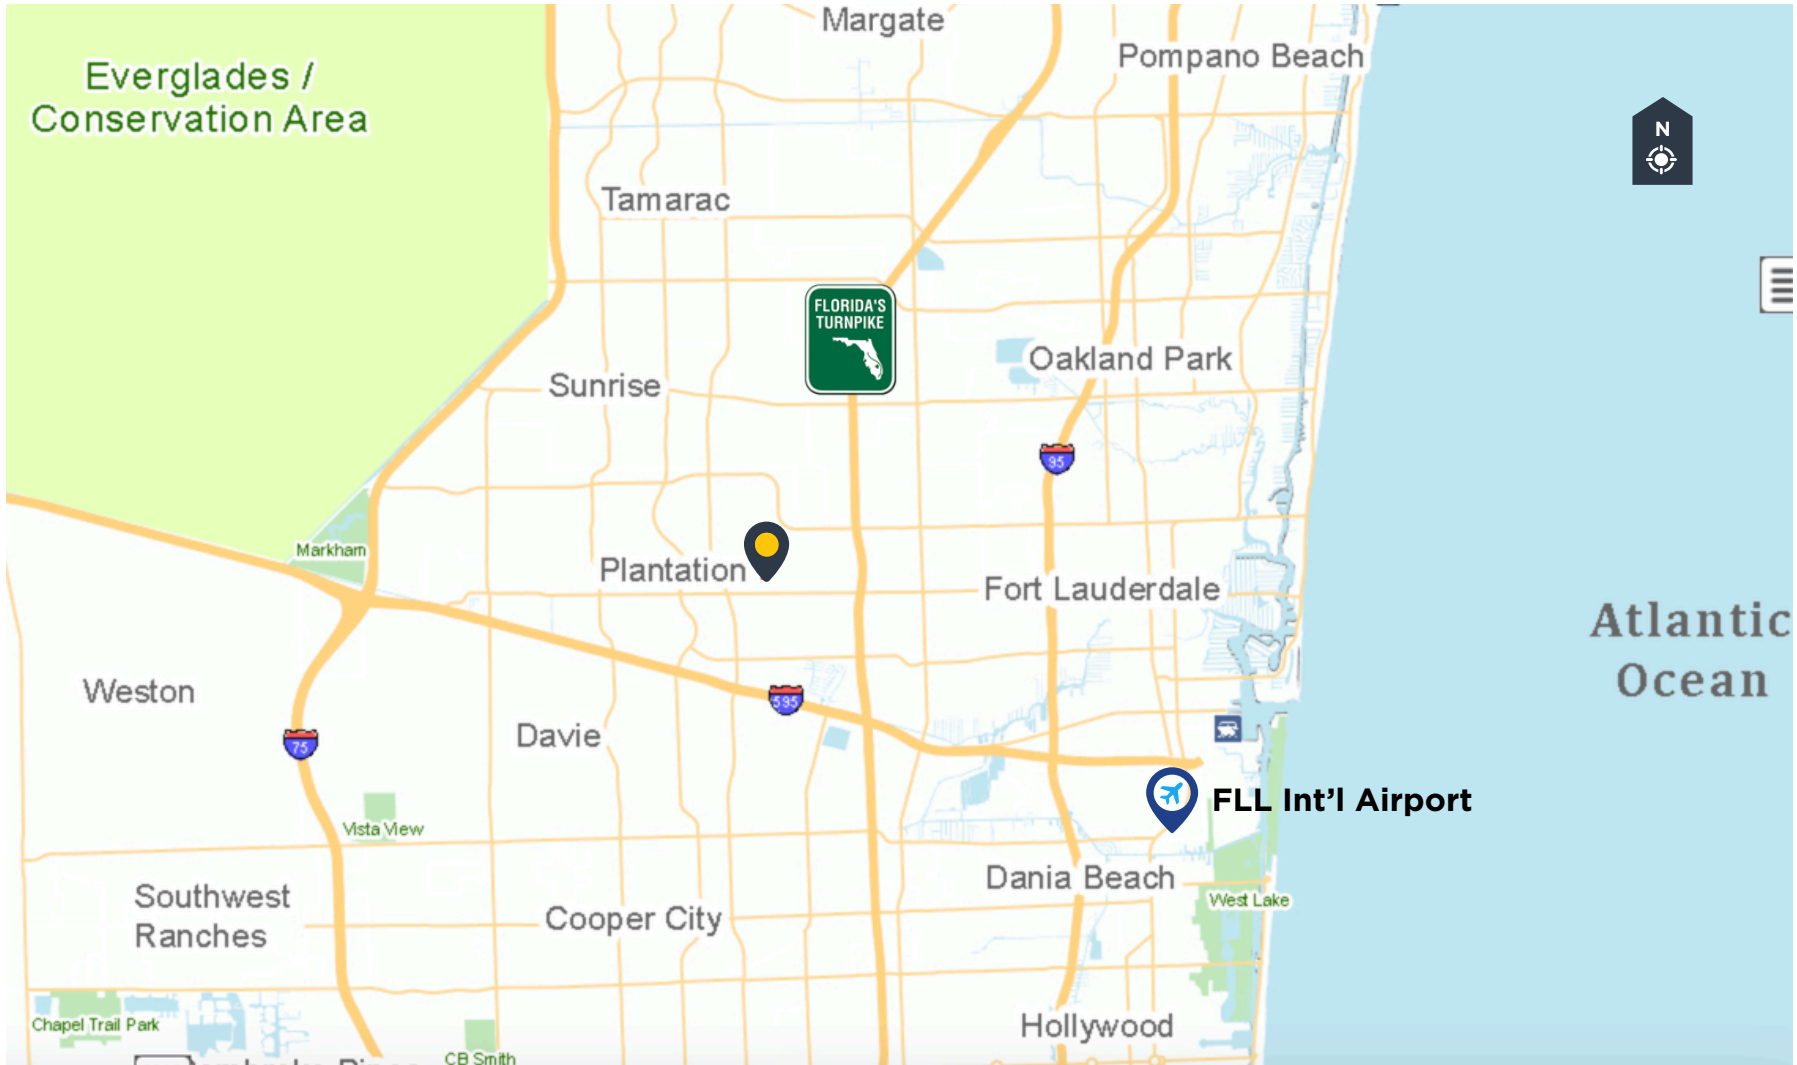 Margate
Pompano Beach
Everglades /
Conservation Area
N
Tamarac
FLORIDA'S
TURNPIKE
Oakland Park
Sunrise
95
Markham
Plantation
Fort Lauderdale
Atlantic
Ocean
Weston
595
Davie
75
FLL Int'l Airport
Vista View
Dania Beach
West Lake
Southwest
Ranches
Cooper City
Chapel Trail Park
Hollywood
CB Smith